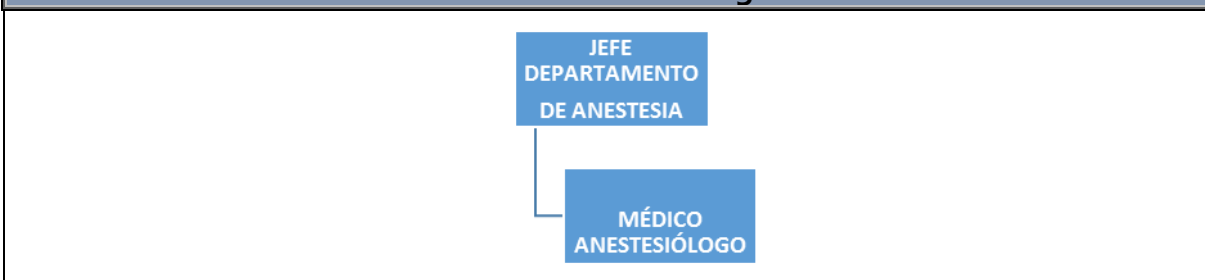 JEFE
DEPARTAMENTO
DE ANESTESIA
MÉDICO
ANESTESIÓLOGO